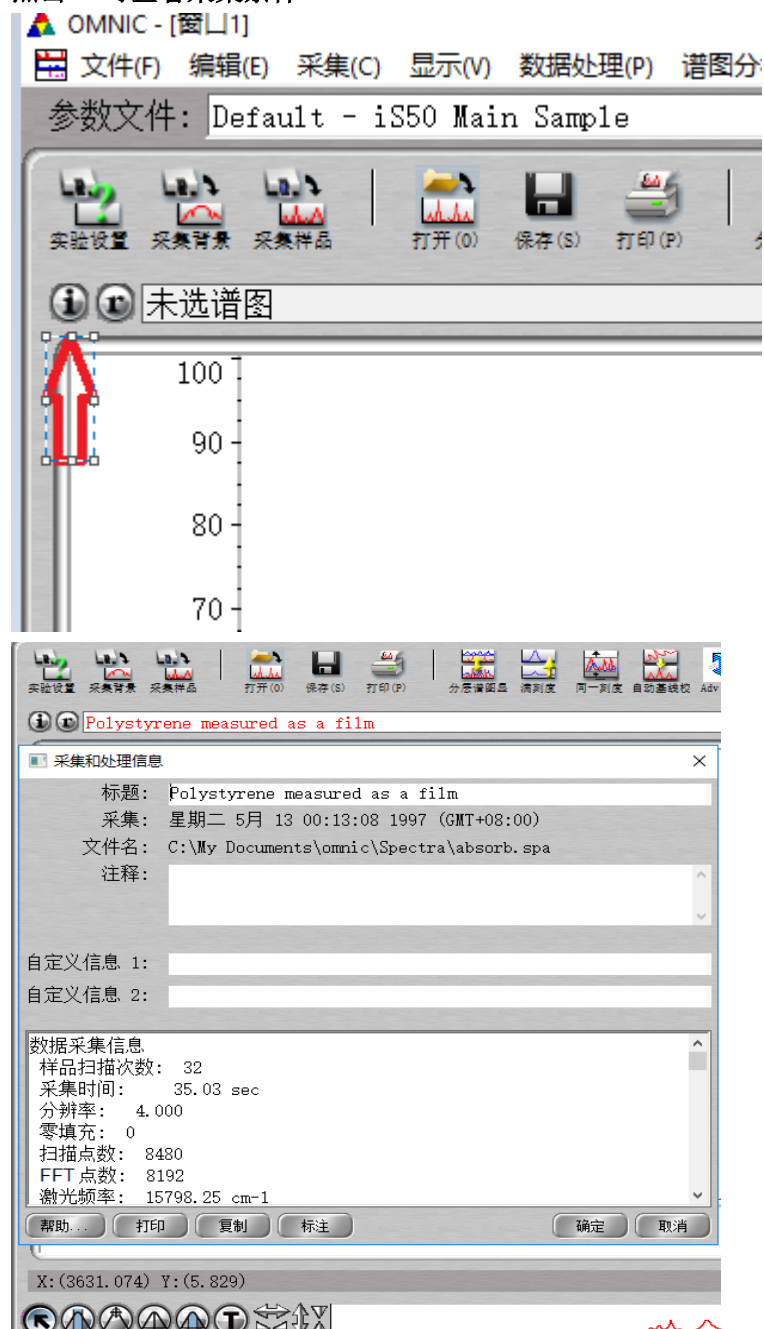 OMNIC - [窗口1]
文件(F) 编辑(E) 采集(C) 显示(V) 数据处理(P) 谱图分
参数文件: Default - iS50 Main Sample
实验设置 采集背景 采集样品 打开(O) 保存(S) 打印(P)
i r 未选谱图
100
90
80
70
实验设置 采集背景 采集样品 打开(O) 保存(S) 打印(P) 分层谱图显 满刻度 同一刻度 自动基线校 Adv
i r Polystyrene measured as a film
采集和处理信息
标题: Polystyrene measured as a film
采集: 星期二 5月 13 00:13:08 1997 (GMT+08:00)
文件名: C:\My Documents\omnic\Spectra\absorb.spa
注释:
自定义信息 1:
自定义信息 2:
数据采集信息
样品扫描次数: 32
采集时间: 35.03 sec
分辨率: 4.000
零填充: 0
扫描点数: 8480
FFT 点数: 8192
激光频率: 15798.25 cm-1
帮助... 打印 复制 标注 确定 取消
X:(3631.074) Y:(5.829)
T